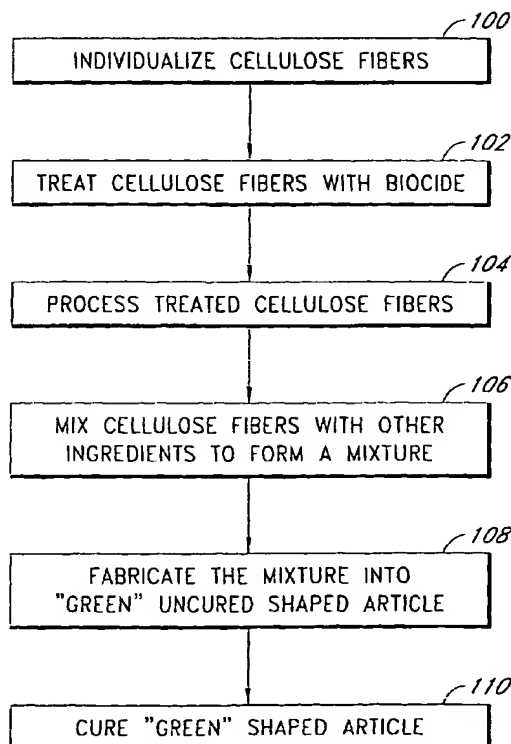 100
INDIVIDUALIZE CELLULOSE FIBERS
102
TREAT CELLULOSE FIBERS WITH BIOCIDE
104
PROCESS TREATED CELLULOSE FIBERS
106
MIX CELLULOSE FIBERS WITH OTHER
INGREDIENTS TO FORM A MIXTURE
108
FABRICATE THE MIXTURE INTO
"GREEN" UNCURED SHAPED ARTICLE
110
CURE "GREEN" SHAPED ARTICLE